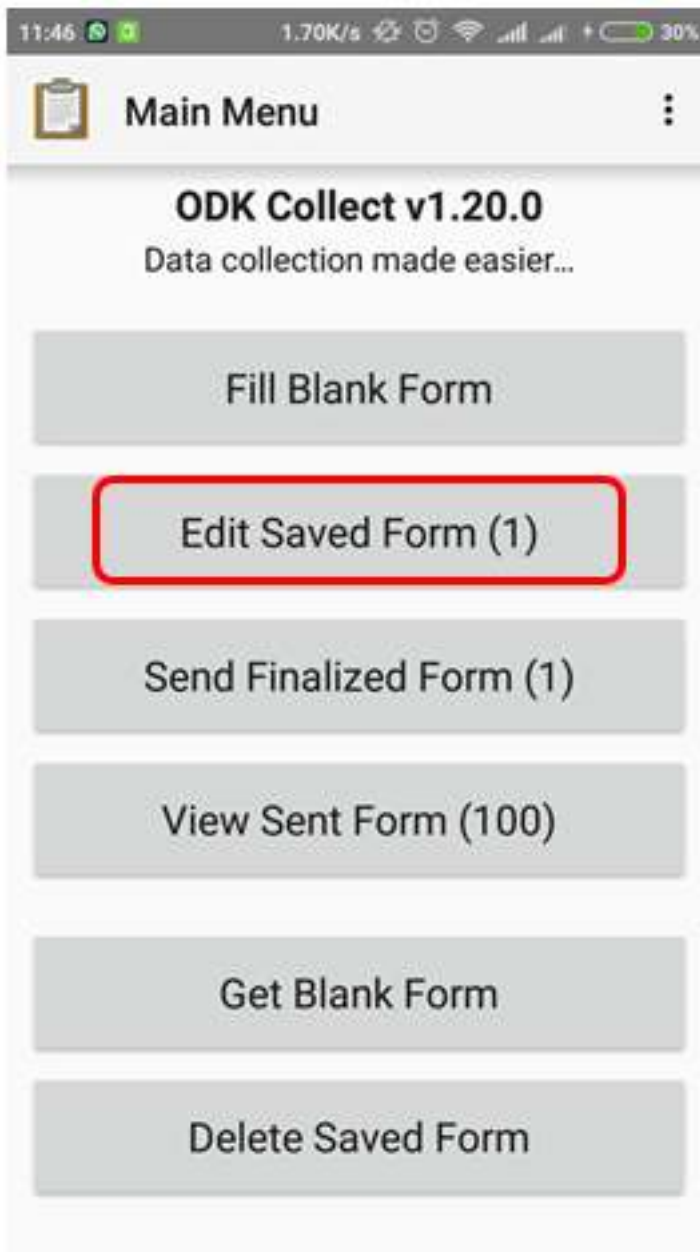 11:46 1.70K/s 30%
Main Menu
ODK Collect v1.20.0
Data collection made easier...
Fill Blank Form
Edit Saved Form (1)
Send Finalized Form (1)
View Sent Form (100)
Get Blank Form
Delete Saved Form